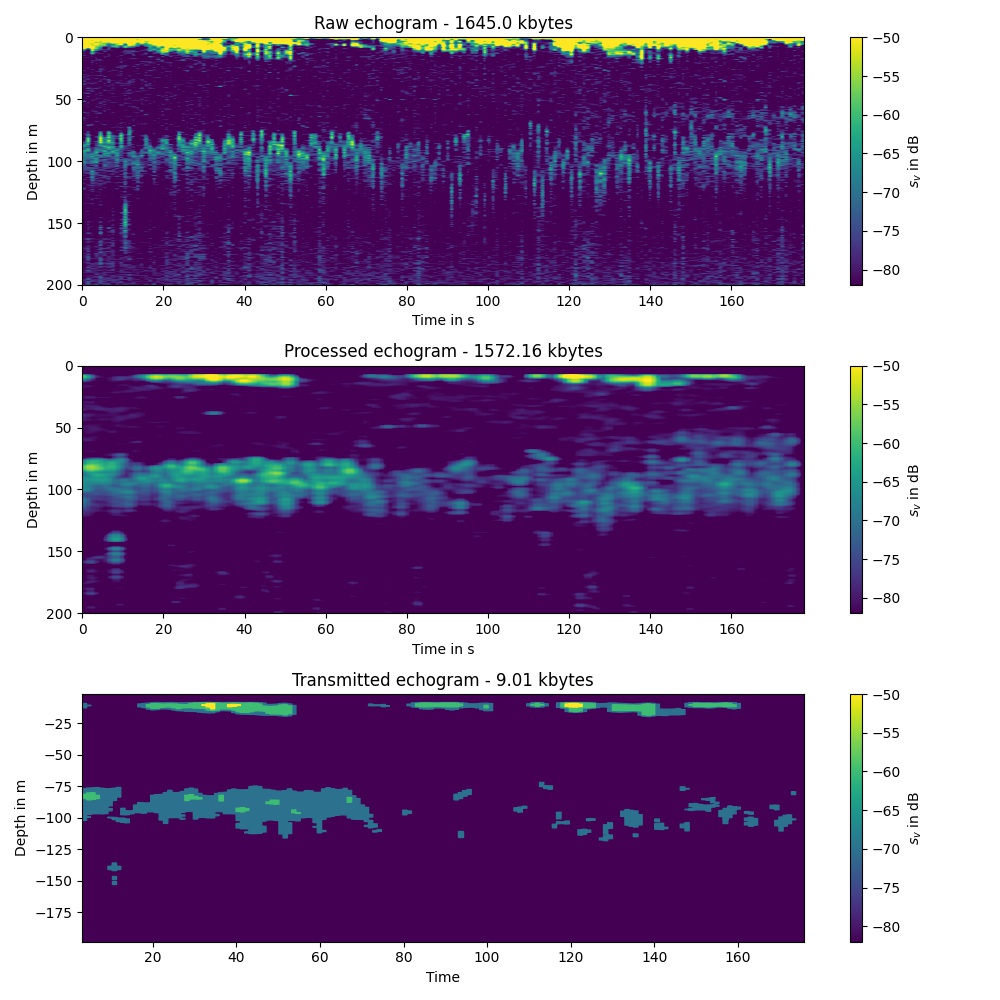 Raw echogram - 1645.0 kbytes
0
50
100
150
200
Depth in m
0 20 40 60 80 100 120 140 160
Time in s
−50
−55
−60
−65
−70
−75
−80
s_v in dB
Processed echogram - 1572.16 kbytes
0
50
100
150
200
Depth in m
0 20 40 60 80 100 120 140 160
Time in s
−50
−55
−60
−65
−70
−75
−80
s_v in dB
Transmitted echogram - 9.01 kbytes
−25
−50
−75
−100
−125
−150
−175
Depth in m
20 40 60 80 100 120 140 160
Time
−50
−55
−60
−65
−70
−75
−80
s_v in dB